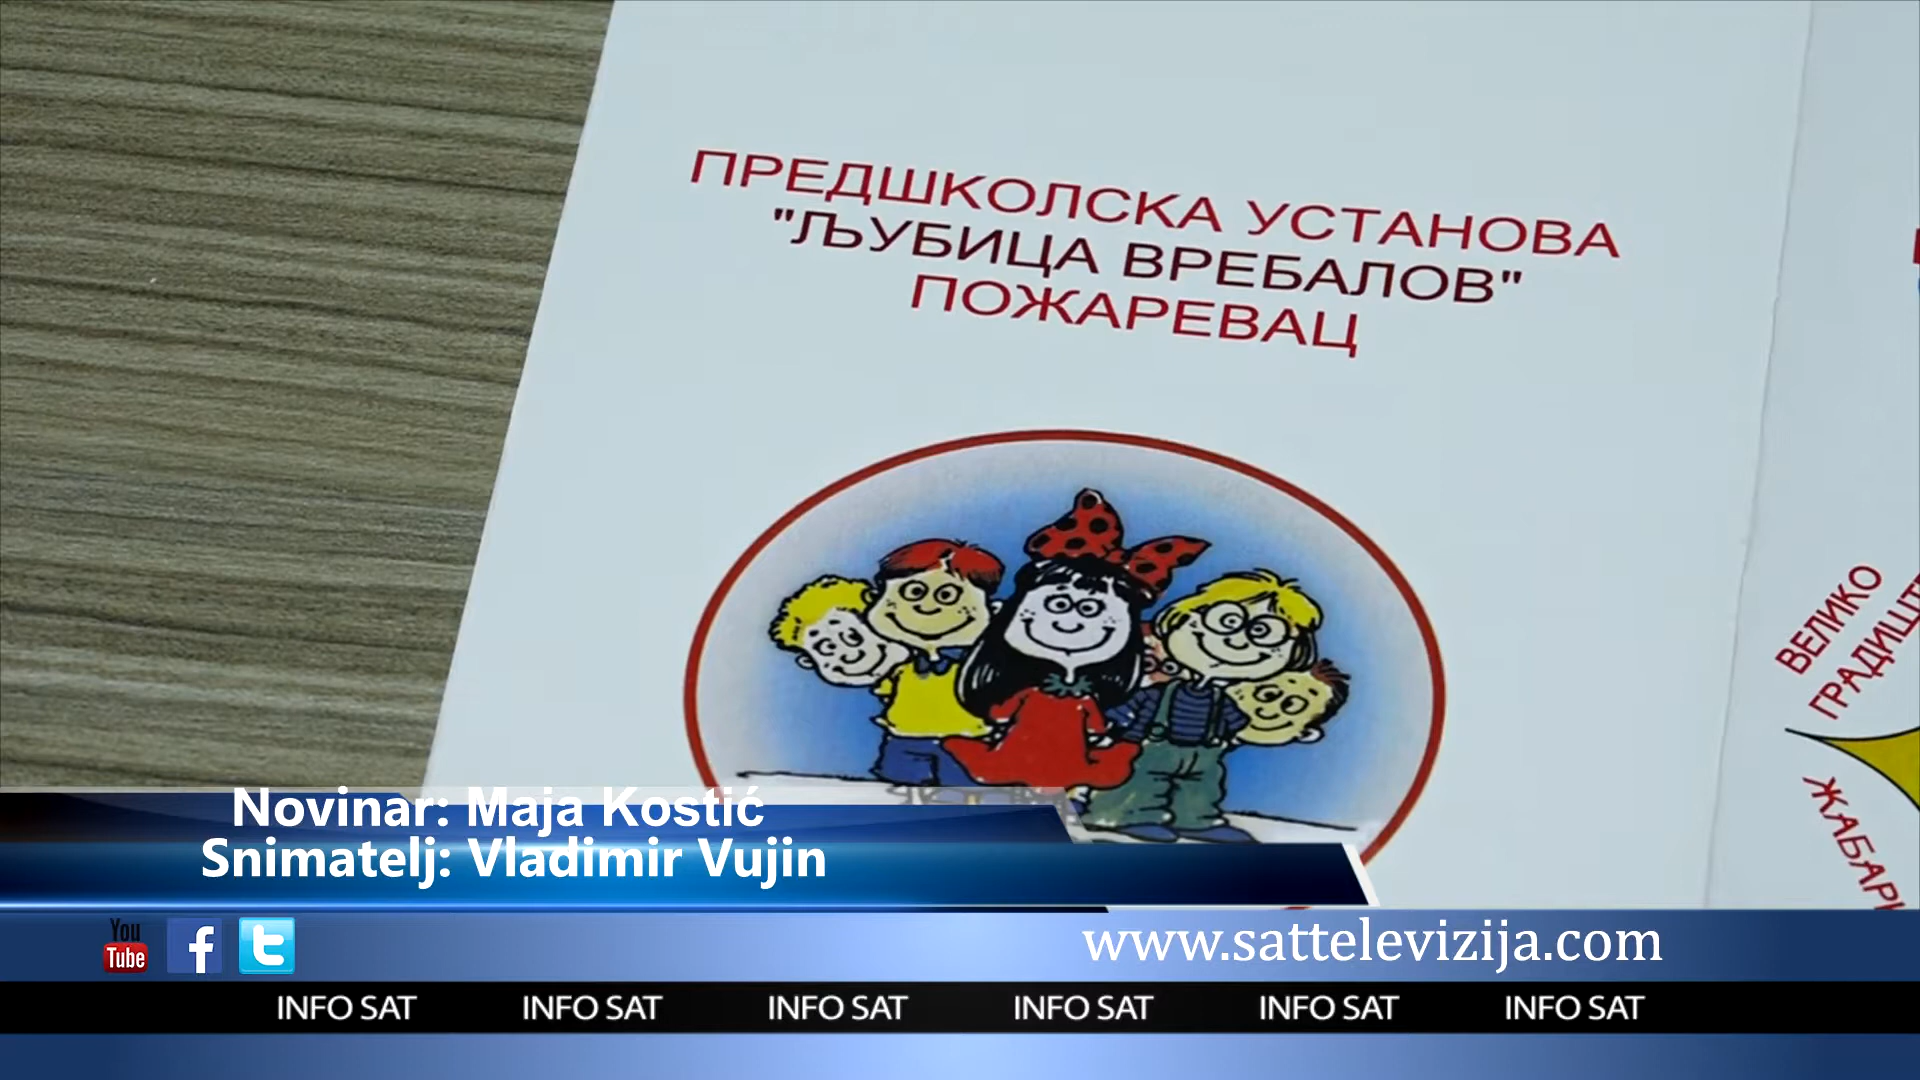 ПРЕДШКОЛСКА УСТАНОВА
"ЉУБИЦА ВРЕБАЛОВ"
ПОЖАРЕВАЦ
ВЕЛИКО
Novinar: Maja Kostić
Snimatelj: Vladimir Vujin
You
Tube
www.sattelevizija.com
INFO SAT INFO SAT INFO SAT INFO SAT INFO SAT INFO SAT